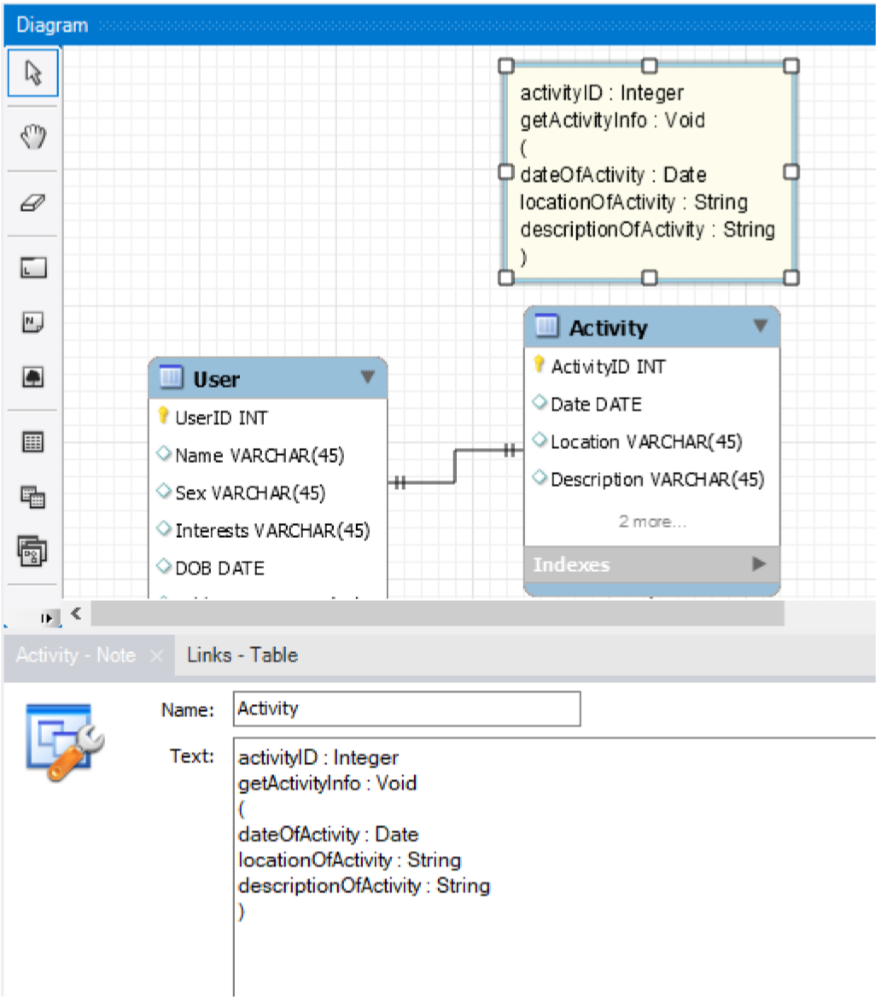 Diagram
activityID : Integer
getActivityInfo : Void
(
dateOfActivity : Date
locationOfActivity : String
descriptionOfActivity : String
)
Activity
ActivityID INT
Date DATE
Location VARCHAR(45)
Description VARCHAR(45)
2 more...
Indexes
User
UserID INT
Name VARCHAR(45)
Sex VARCHAR(45)
Interests VARCHAR(45)
DOB DATE
Activity - Note
Links - Table
Name:
Activity
Text:
activityID : Integer
getActivityInfo : Void
(
dateOfActivity : Date
locationOfActivity : String
descriptionOfActivity : String
)